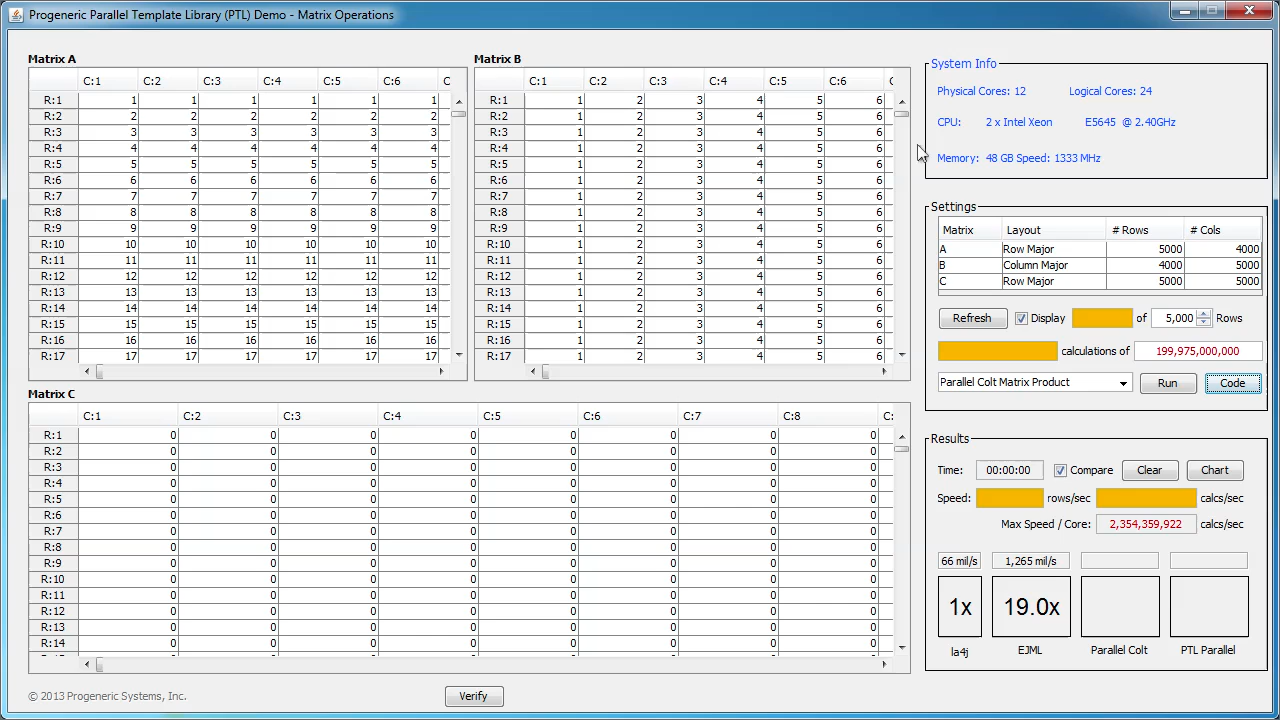 Progeneric Parallel Template Library (PTL) Demo - Matrix Operations
Matrix A
C:1 C:2 C:3 C:4 C:5 C:6 C
R:1 1 1 1 1 1 1
R:2 2 2 2 2 2 2
R:3 3 3 3 3 3 3
R:4 4 4 4 4 4 4
R:5 5 5 5 5 5 5
R:6 6 6 6 6 6 6
R:7 7 7 7 7 7 7
R:8 8 8 8 8 8 8
R:9 9 9 9 9 9 9
R:10 10 10 10 10 10 10
R:11 11 11 11 11 11 11
R:12 12 12 12 12 12 12
R:13 13 13 13 13 13 13
R:14 14 14 14 14 14 14
R:15 15 15 15 15 15 15
R:16 16 16 16 16 16 16
R:17 17 17 17 17 17 17
Matrix B
C:1 C:2 C:3 C:4 C:5 C:6
R:1 1 2 3 4 5 6
R:2 1 2 3 4 5 6
R:3 1 2 3 4 5 6
R:4 1 2 3 4 5 6
R:5 1 2 3 4 5 6
R:6 1 2 3 4 5 6
R:7 1 2 3 4 5 6
R:8 1 2 3 4 5 6
R:9 1 2 3 4 5 6
R:10 1 2 3 4 5 6
R:11 1 2 3 4 5 6
R:12 1 2 3 4 5 6
R:13 1 2 3 4 5 6
R:14 1 2 3 4 5 6
R:15 1 2 3 4 5 6
R:16 1 2 3 4 5 6
R:17 1 2 3 4 5 6
Matrix C
C:1 C:2 C:3 C:4 C:5 C:6 C:7 C:8 C:
R:1 0 0 0 0 0 0 0 0
R:2 0 0 0 0 0 0 0 0
R:3 0 0 0 0 0 0 0 0
R:4 0 0 0 0 0 0 0 0
R:5 0 0 0 0 0 0 0 0
R:6 0 0 0 0 0 0 0 0
R:7 0 0 0 0 0 0 0 0
R:8 0 0 0 0 0 0 0 0
R:9 0 0 0 0 0 0 0 0
R:10 0 0 0 0 0 0 0 0
R:11 0 0 0 0 0 0 0 0
R:12 0 0 0 0 0 0 0 0
R:13 0 0 0 0 0 0 0 0
R:14 0 0 0 0 0 0 0 0
© 2013 Progeneric Systems, Inc.
Verify
System Info
Physical Cores: 12 Logical Cores: 24
CPU: 2 x Intel Xeon E5645 @ 2.40GHz
Memory: 48 GB Speed: 1333 MHz
Settings
Matrix Layout # Rows # Cols
A Row Major 5000 4000
B Column Major 4000 5000
C Row Major 5000 5000
Refresh Display of 5,000 Rows
calculations of 199,975,000,000
Parallel Colt Matrix Product Run Code
Results
Time: 00:00:00 Compare Clear Chart
Speed: rows/sec calcs/sec
Max Speed / Core: 2,354,359,922 calcs/sec
66 mil/s 1,265 mil/s
1x 19.0x
la4j EJML Parallel Colt PTL Parallel